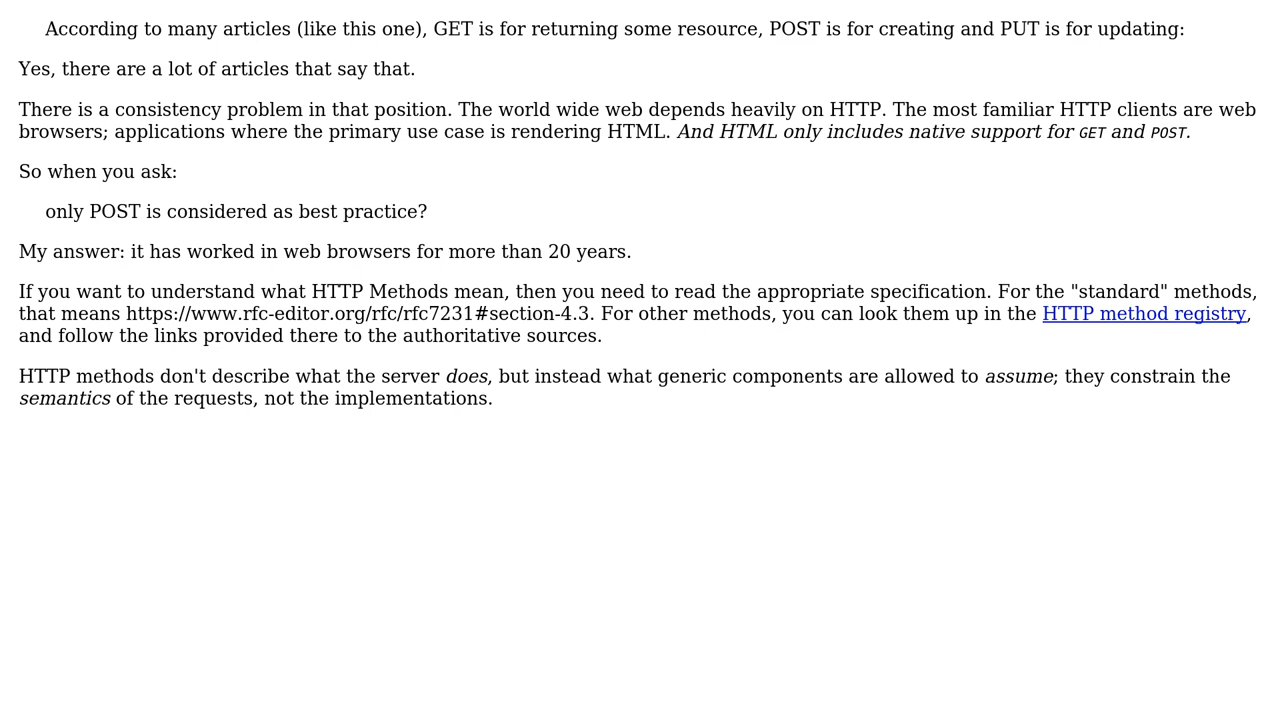 According to many articles (like this one), GET is for returning some resource, POST is for creating and PUT is for updating:
Yes, there are a lot of articles that say that.
There is a consistency problem in that position. The world wide web depends heavily on HTTP. The most familiar HTTP clients are web
browsers; applications where the primary use case is rendering HTML. And HTML only includes native support for GET and POST.
So when you ask:
only POST is considered as best practice?
My answer: it has worked in web browsers for more than 20 years.
If you want to understand what HTTP Methods mean, then you need to read the appropriate specification. For the "standard" methods,
that means https://www.rfc-editor.org/rfc/rfc7231#section-4.3. For other methods, you can look them up in the HTTP method registry,
and follow the links provided there to the authoritative sources.
HTTP methods don't describe what the server does, but instead what generic components are allowed to assume; they constrain the
semantics of the requests, not the implementations.